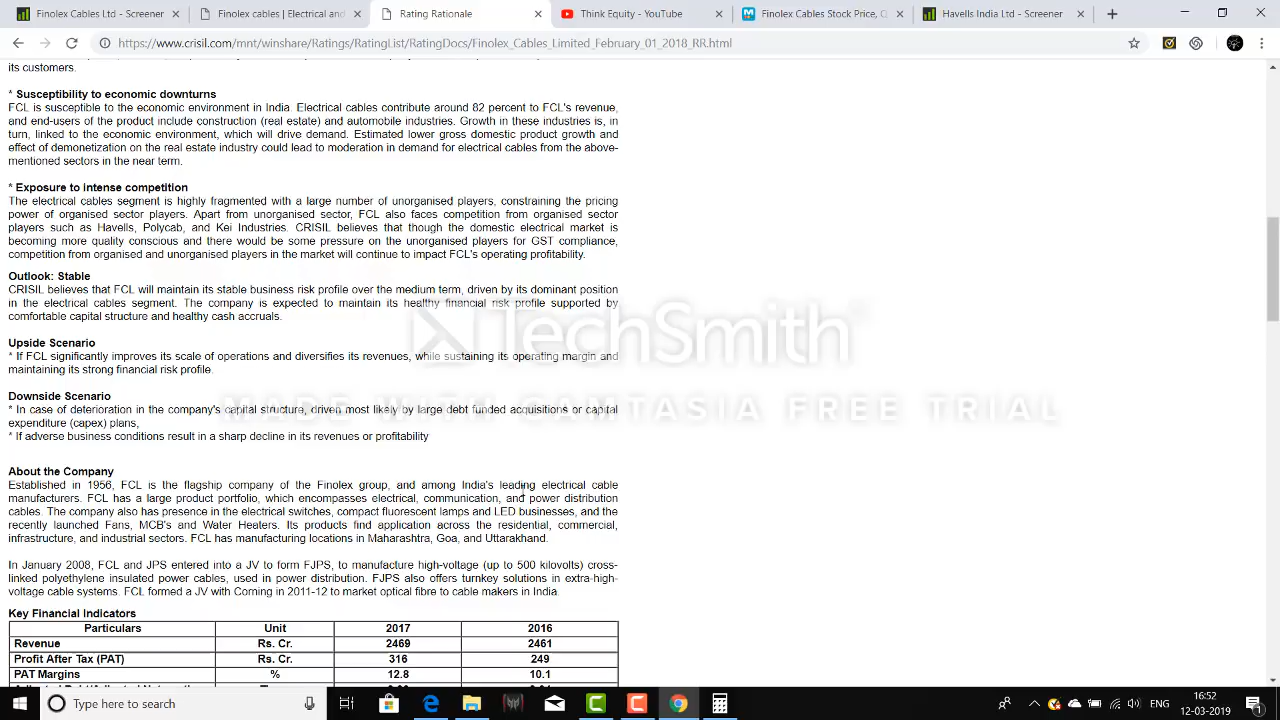 Finolex Cables Ltd - Screener
Finolex cables | Electrical and
Rating Rationale
Think Equity - YouTube
Finolex Cables Stock Price, Q
Havells India Ltd - Screener
https://www.crisil.com/mnt/winshare/Ratings/RatingList/RatingDocs/Finolex_Cables_Limited_February_01_2018_RR.html
its customers.
* Susceptibility to economic downturns
FCL is susceptible to the economic environment in India. Electrical cables contribute around 82 percent to FCL's revenue,
and end-users of the product include construction (real estate) and automobile industries. Growth in these industries is, in
turn, linked to the economic environment, which will drive demand. Estimated lower gross domestic product growth and
effect of demonetization on the real estate industry could lead to moderation in demand for electrical cables from the above-
mentioned sectors in the near term.
* Exposure to intense competition
The electrical cables segment is highly fragmented with a large number of unorganised players, constraining the pricing
power of organised sector players. Apart from unorganised sector, FCL also faces competition from organised sector
players such as Havells, Polycab, and Kei Industries. CRISIL believes that though the domestic electrical market is
becoming more quality conscious and there would be some pressure on the unorganised players for GST compliance,
competition from organised and unorganised players in the market will continue to impact FCL's operating profitability.
Outlook: Stable
CRISIL believes that FCL will maintain its stable business risk profile over the medium term, driven by its dominant position
in the electrical cables segment. The company is expected to maintain its healthy financial risk profile supported by
comfortable capital structure and healthy cash accruals.
TechSmith
Upside Scenario
* If FCL significantly improves its scale of operations and diversifies its revenues, while sustaining its operating margin and
maintaining its strong financial risk profile.
Downside Scenario
* In case of deterioration in the company's capital structure, driven most likely by large debt funded acquisitions or capital
expenditure (capex) plans,
MADE WITH CAMTASIA FREE TRIAL
* If adverse business conditions result in a sharp decline in its revenues or profitability
About the Company
Established in 1956, FCL is the flagship company of the Finolex group, and among India's leading electrical cable
manufacturers. FCL has a large product portfolio, which encompasses electrical, communication, and power distribution
cables. The company also has presence in the electrical switches, compact fluorescent lamps and LED businesses, and the
recently launched Fans, MCB's and Water Heaters. Its products find application across the residential, commercial,
infrastructure, and industrial sectors. FCL has manufacturing locations in Maharashtra, Goa, and Uttarakhand.
In January 2008, FCL and JPS entered into a JV to form FJPS, to manufacture high-voltage (up to 500 kilovolts) cross-
linked polyethylene insulated power cables, used in power distribution. FJPS also offers turnkey solutions in extra-high-
voltage cable systems. FCL formed a JV with Corning in 2011-12 to market optical fibre to cable makers in India.
Key Financial Indicators
Particulars Unit 2017 2016
Revenue Rs. Cr. 2469 2461
Profit After Tax (PAT) Rs. Cr. 316 249
PAT Margins % 12.8 10.1
Type here to search
ENG
16:52
12-03-2019